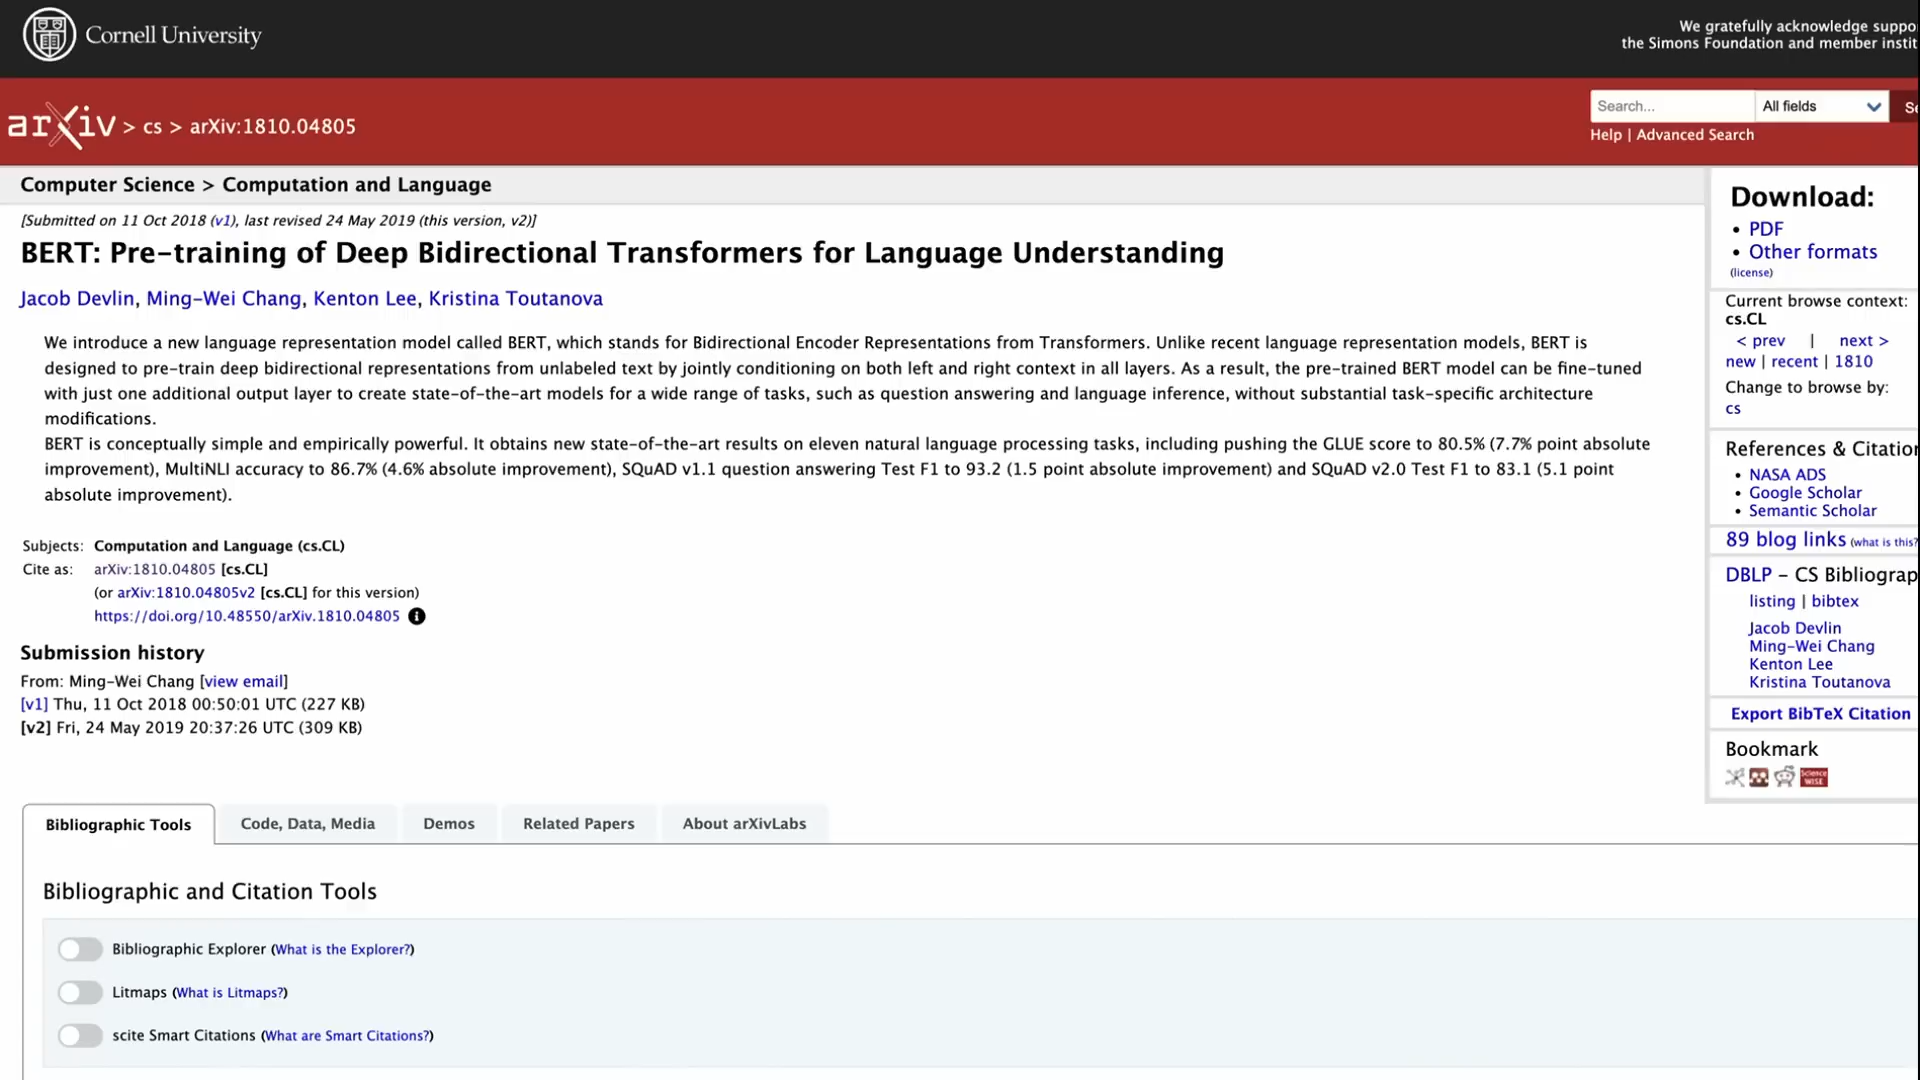 Cornell University
We gratefully acknowledge
the Simons Foundation and member
arXiv > cs > arXiv:1810.04805
Search...
All fields
Help | Advanced Search
Computer Science > Computation and Language
[Submitted on 11 Oct 2018 (v1), last revised 24 May 2019 (this version, v2)]
BERT: Pre-training of Deep Bidirectional Transformers for Language Understanding
Jacob Devlin, Ming-Wei Chang, Kenton Lee, Kristina Toutanova
We introduce a new language representation model called BERT, which stands for Bidirectional Encoder Representations from Transformers. Unlike recent language representation models, BERT is
designed to pre-train deep bidirectional representations from unlabeled text by jointly conditioning on both left and right context in all layers. As a result, the pre-trained BERT model can be fine-tuned
with just one additional output layer to create state-of-the-art models for a wide range of tasks, such as question answering and language inference, without substantial task-specific architecture
modifications.
BERT is conceptually simple and empirically powerful. It obtains new state-of-the-art results on eleven natural language processing tasks, including pushing the GLUE score to 80.5% (7.7% point absolute
improvement), MultiNLI accuracy to 86.7% (4.6% absolute improvement), SQuAD v1.1 question answering Test F1 to 93.2 (1.5 point absolute improvement) and SQuAD v2.0 Test F1 to 83.1 (5.1 point
absolute improvement).
Subjects: Computation and Language (cs.CL)
Cite as: arXiv:1810.04805 [cs.CL]
(or arXiv:1810.04805v2 [cs.CL] for this version)
https://doi.org/10.48550/arXiv.1810.04805
Submission history
From: Ming-Wei Chang [view email]
[v1] Thu, 11 Oct 2018 00:50:01 UTC (227 KB)
[v2] Fri, 24 May 2019 20:37:26 UTC (309 KB)
Download:
PDF
Other formats
(license)
Current browse context:
cs.CL
< prev | next >
new | recent | 1810
Change to browse by:
cs
References & Citation
NASA ADS
Google Scholar
Semantic Scholar
89 blog links (what is this?
DBLP - CS Bibliograp
listing | bibtex
Jacob Devlin
Ming-Wei Chang
Kenton Lee
Kristina Toutanova
Export BibTeX Citation
Bookmark
Science
WISE
Bibliographic Tools
Code, Data, Media
Demos
Related Papers
About arXivLabs
Bibliographic and Citation Tools
Bibliographic Explorer (What is the Explorer?)
Litmaps (What is Litmaps?)
scite Smart Citations (What are Smart Citations?)